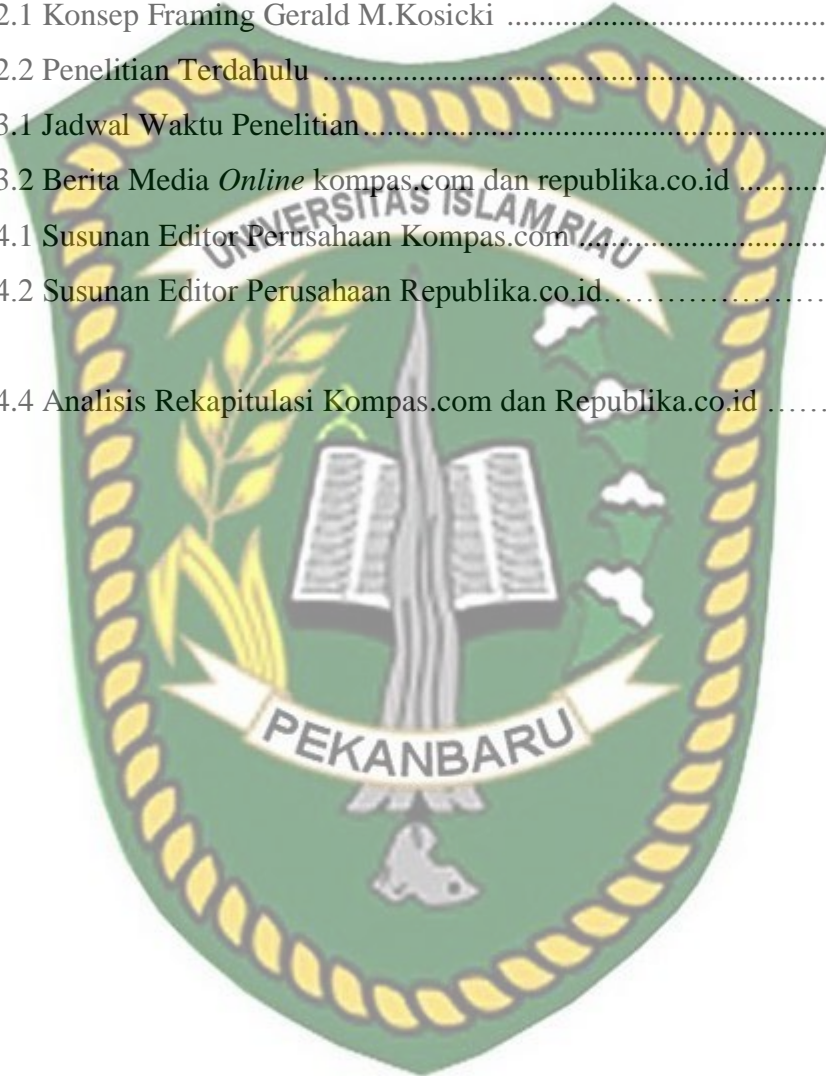 2.1 Konsep Framing Gerald M.Kosicki ........................................
2.2 Penelitian Terdahulu ................................................................
3.1 Jadwal Waktu Penelitian...........................................................
3.2 Berita Media Online kompas.com dan republika.co.id ...........
4.1 Susunan Editor Perusahaan Kompas.com ...............................
4.2 Susunan Editor Perusahaan Republika.co.id……………………
4.4 Analisis Rekapitulasi Kompas.com dan Republika.co.id ……
UNIVERSITAS ISLAM RIAU
PEKANBARU